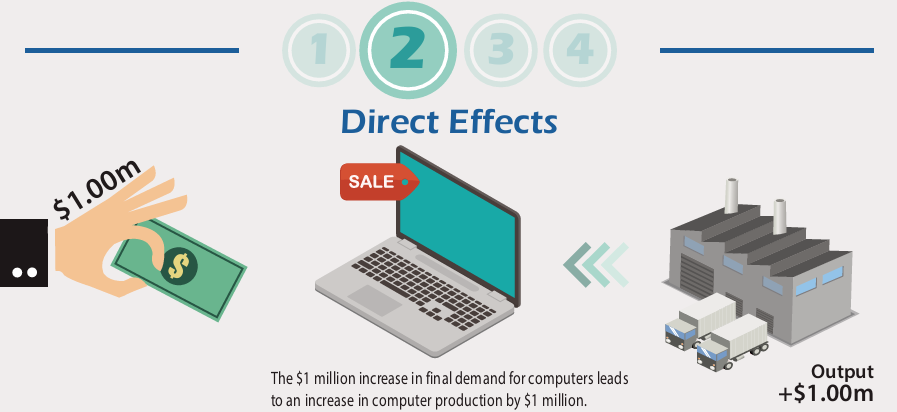 1 2 3 4
Direct Effects
$1.00m
SALE
$
The $1 million increase in final demand for computers leads
to an increase in computer production by $1 million.
Output
+$1.00m